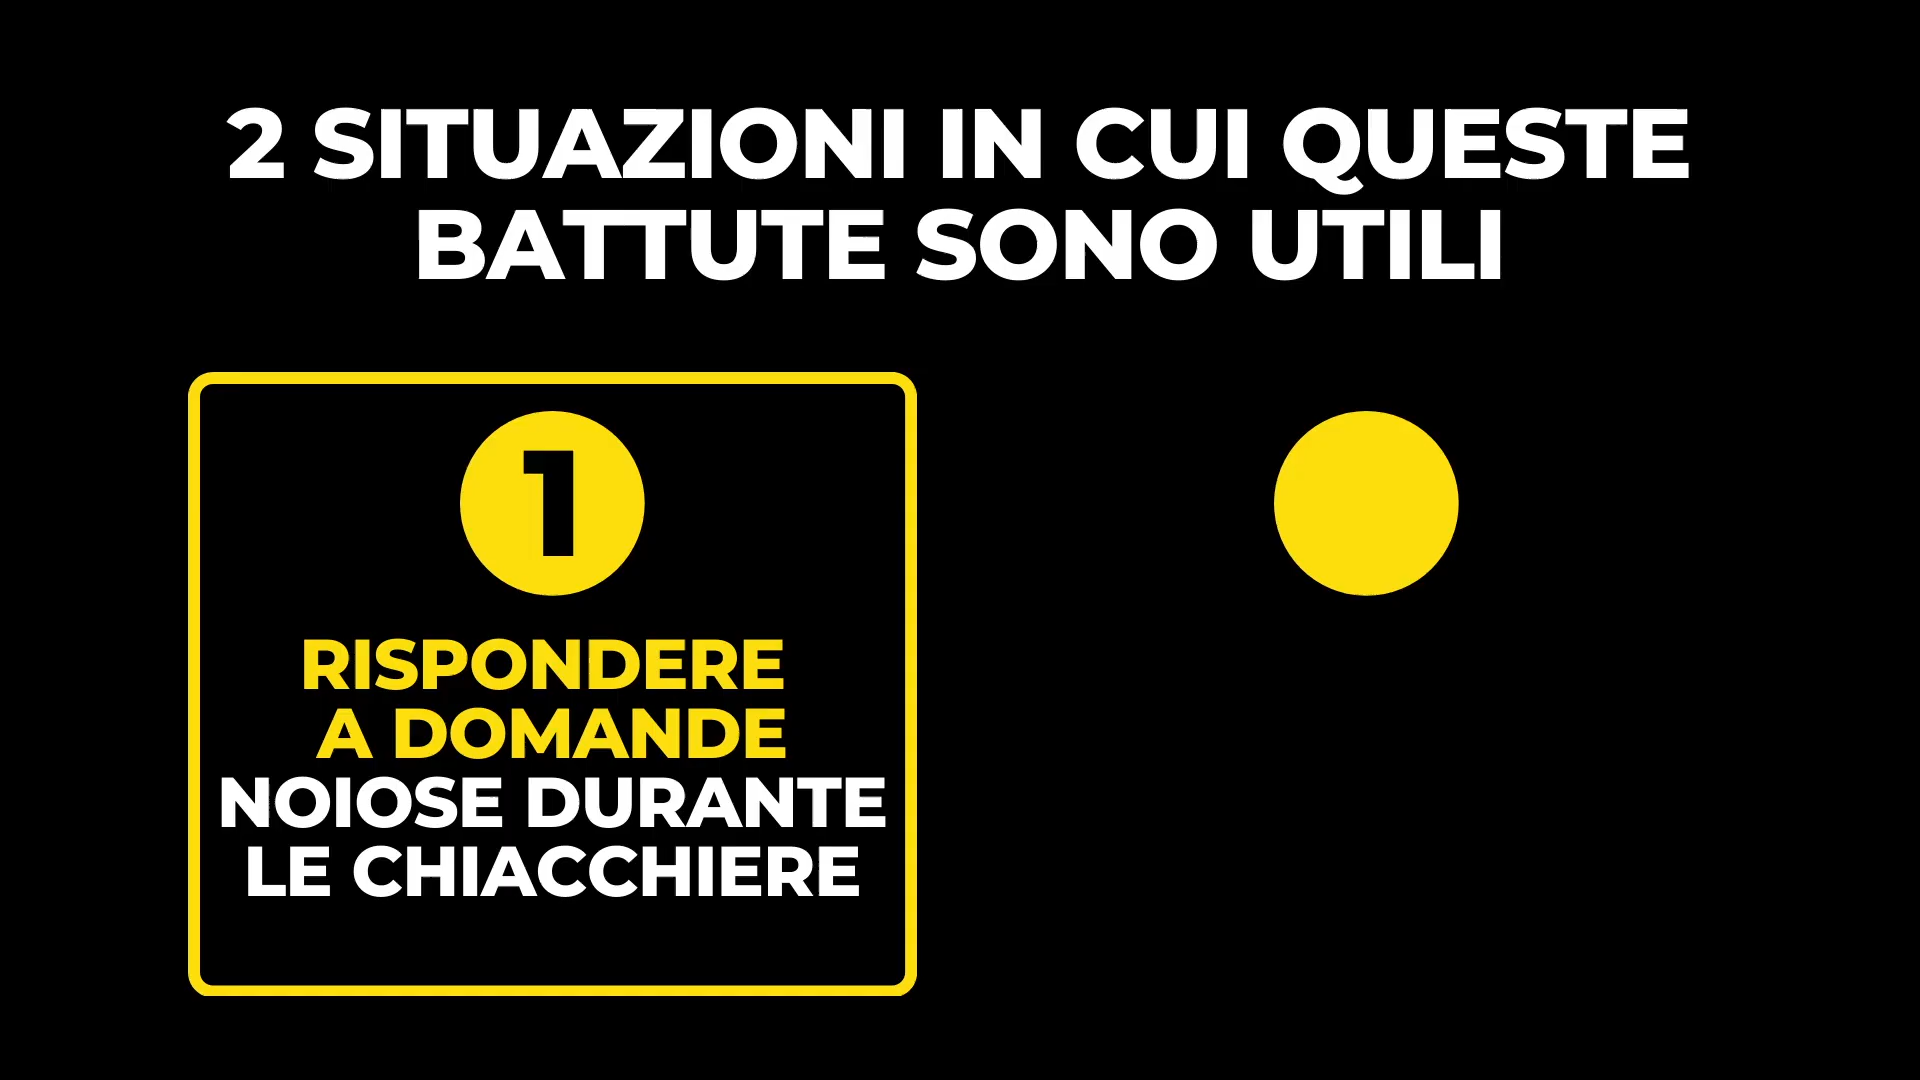 2 SITUAZIONI IN CUI QUESTE
BATTUTE SONO UTILI
1
RISPONDERE
A DOMANDE
NOIOSE DURANTE
LE CHIACCHIERE